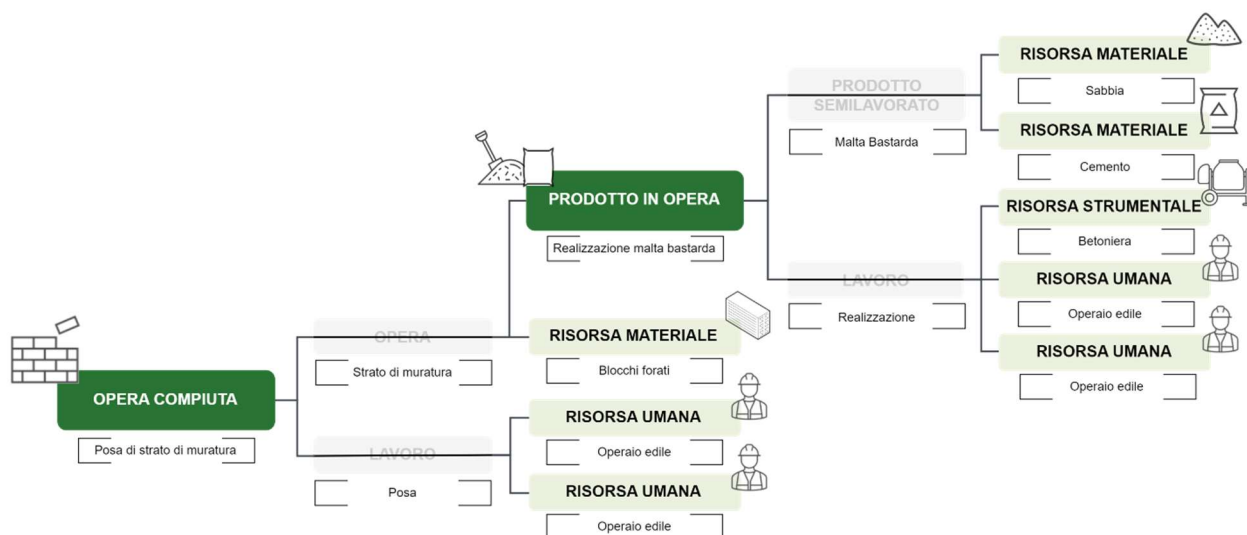 RISORSA MATERIALE
Sabbia
PRODOTTO
SEMILAVORATO
Malta Bastarda
RISORSA MATERIALE
Cemento
PRODOTTO IN OPERA
Realizzazione malta bastarda
RISORSA STRUMENTALE
Betoniera
LAVORO
Realizzazione
RISORSA UMANA
Operaio edile
RISORSA UMANA
Operaio edile
OPERA
Strato di muratura
RISORSA MATERIALE
Blocchi forati
OPERA COMPIUTA
Posa di strato di muratura
LAVORO
Posa
RISORSA UMANA
Operaio edile
RISORSA UMANA
Operaio edile